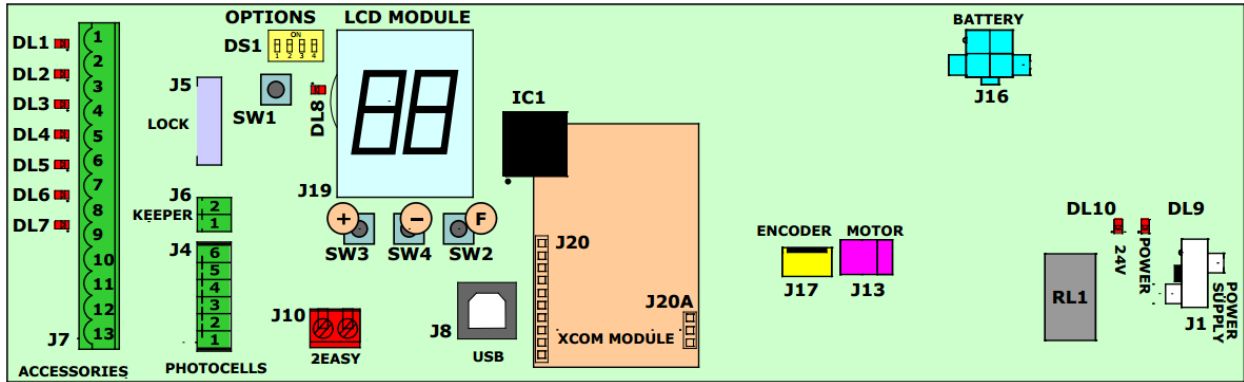 OPTIONS
LCD MODULE
BATTERY
DL1
DL2
DL3
DL4
DL5
DL6
DL7
1
2
3
4
5
6
7
8
9
10
11
12
13
J7
ACCESSORIES
J5
LOCK
J6
KEEPER
2
1
J4
6
5
4
3
2
1
PHOTOCELLS
DS1
ON
1 2 3 4
SW1
DL8
88
J19
+
−
F
SW3
SW4
SW2
J10
2EASY
J8
USB
IC1
J20
J20A
XCOM MODULE
J16
ENCODER
MOTOR
J17
J13
DL10
DL9
24V
POWER
RL1
J1
POWER
SUPPLY